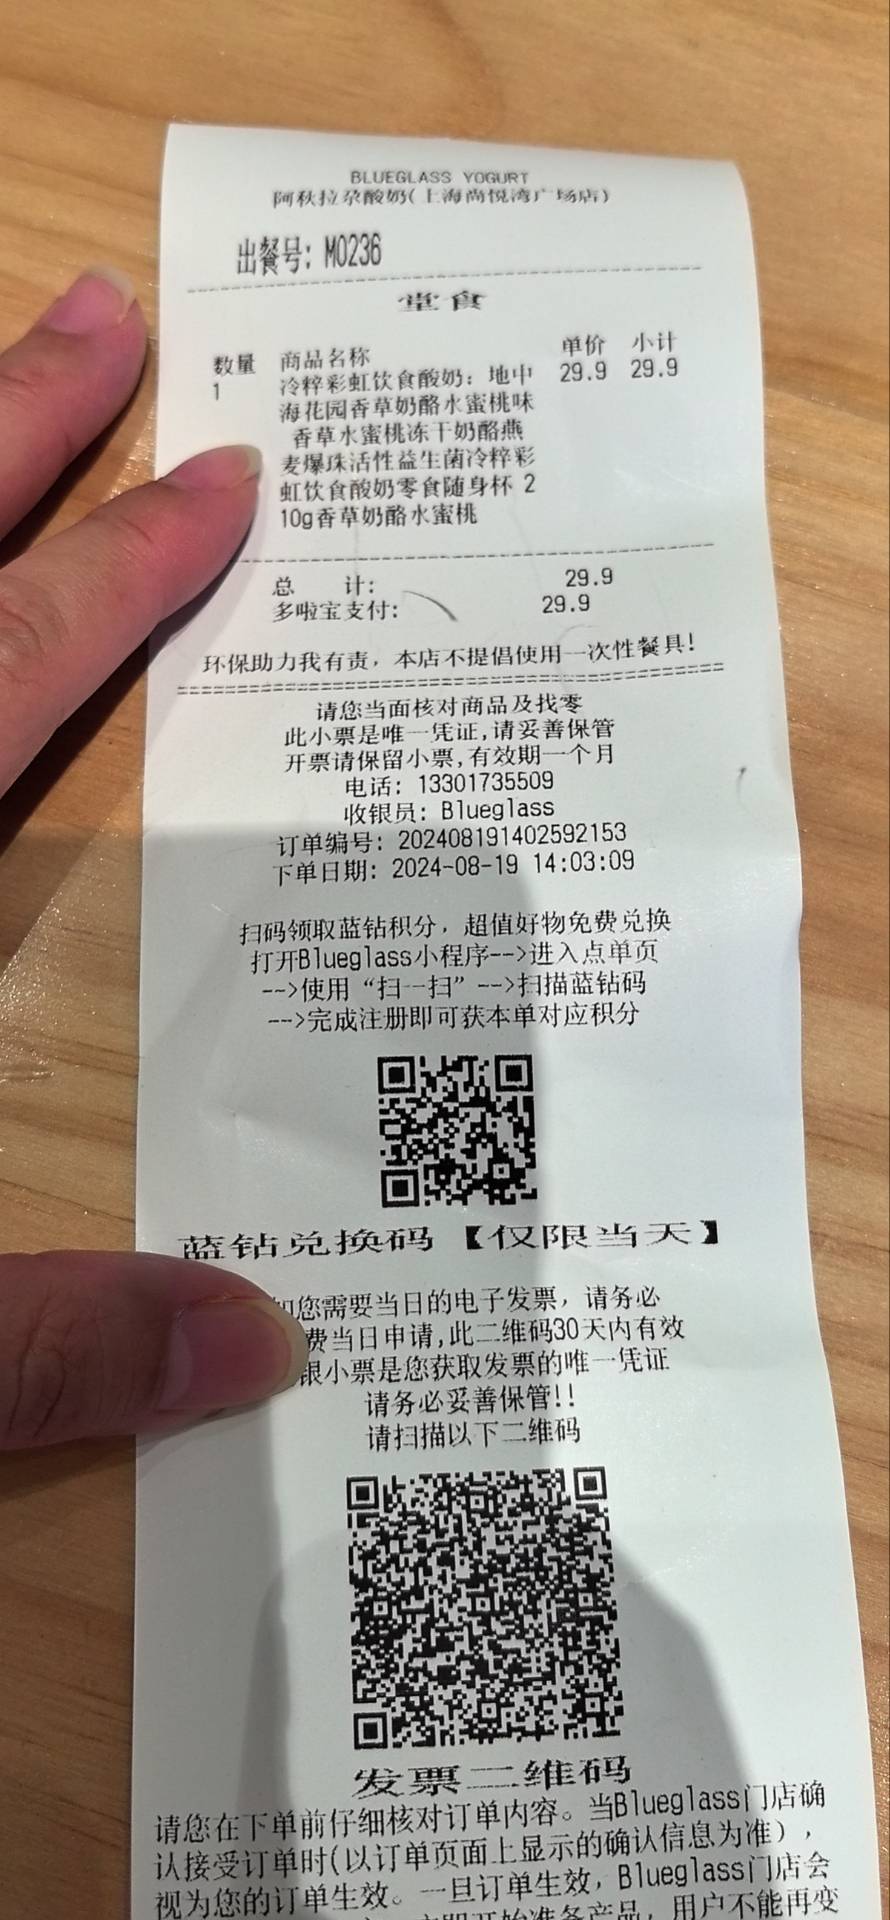 BLUEGLASS YOGURT
阿秋拉尕酸奶(上海尚悦湾广场店)
出餐号: M0236
堂食
数量 商品名称 单价 小计
1 冷粹彩虹饮食酸奶: 地中 29.9 29.9
海花园香草奶酪水蜜桃味
香草水蜜桃冻干奶酪燕
麦爆珠活性益生菌冷粹彩
虹饮食酸奶零食随身杯 2
10g香草奶酪水蜜桃
总 计: 29.9
多啦宝支付: 29.9
环保助力我有责，本店不提倡使用一次性餐具!
请您当面核对商品及找零
此小票是唯一凭证,请妥善保管
开票请保留小票,有效期一个月
电话: 13301735509
收银员: Blueglass
订单编号: 202408191402592153
下单日期: 2024-08-19 14:03:09
扫码领取蓝钻积分，超值好物免费兑换
打开Blueglass小程序-->进入点单页
-->使用“扫一扫”-->扫描蓝钻码
-->完成注册即可获本单对应积分
蓝钻兑换码【仅限当天】
您需要当日的电子发票，请务必
费当日申请,此二维码30天内有效
银小票是您获取发票的唯一凭证
请务必妥善保管!!
请扫描以下二维码
发票二维码
请您在下单前仔细核对订单内容。当Blueglass门店确
认接受订单时(以订单页面上显示的确认信息为准)，
视为您的订单生效。一旦订单生效，Blueglass门店会
立即开始准备产品，用户不能再变